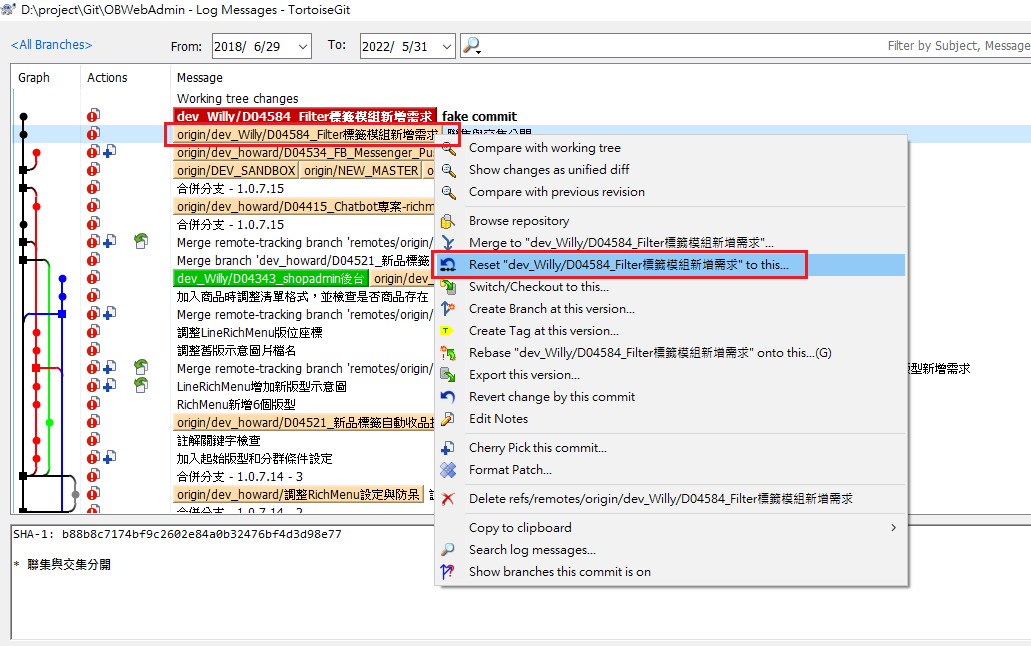 D:\project\Git\OBWebAdmin - Log Messages - TortoiseGit
<All Branches>
From: 2018/ 6/29 To: 2022/ 5/31 Filter by Subject, Message
Graph Actions Message
Working tree changes
dev_Willy/D04584_Filter標籤模組新增需求 fake commit
origin/dev_Willy/D04584_Filter標籤模組新增需求 聯集與交集分開
origin/dev_howard/D04534_FB_Messenger_Pu
origin/DEV_SANDBOX origin/NEW_MASTER o
合併分支 - 1.0.7.15
origin/dev_howard/D04415_Chatbot專案-richm
合併分支 - 1.0.7.15
Merge remote-tracking branch 'remotes/origin/
Merge branch 'dev_howard/D04521_新品標籤
dev_Willy/D04343_shopadmin後台 origin/dev_
加入商品時調整清單格式，並檢查是否商品存在
Merge remote-tracking branch 'remotes/origin/
調整LineRichMenu版位座標
調整舊版示意圖片檔名
Merge remote-tracking branch 'remotes/origin/ 版型新增需求
LineRichMenu增加新版型示意圖
RichMenu新增6個版型
origin/dev_howard/D04521_新品標籤自動收品
註解關鍵字檢查
加入起始版型和分群條件設定
合併分支 - 1.0.7.14 - 3
origin/dev_howard/調整RichMenu設定與防呆
合併分支 - 1.0.7.14 - 2
Compare with working tree
Show changes as unified diff
Compare with previous revision
Browse repository
Merge to "dev_Willy/D04584_Filter標籤模組新增需求"...
Reset "dev_Willy/D04584_Filter標籤模組新增需求" to this...
Switch/Checkout to this...
Create Branch at this version...
Create Tag at this version...
Rebase "dev_Willy/D04584_Filter標籤模組新增需求" onto this...(G)
Export this version...
Revert change by this commit
Edit Notes
Cherry Pick this commit...
Format Patch...
Delete refs/remotes/origin/dev_Willy/D04584_Filter標籤模組新增需求
Copy to clipboard
Search log messages...
Show branches this commit is on
SHA-1: b88b8c7174bf9c2602e84a0b32476bf4d3d98e77
* 聯集與交集分開